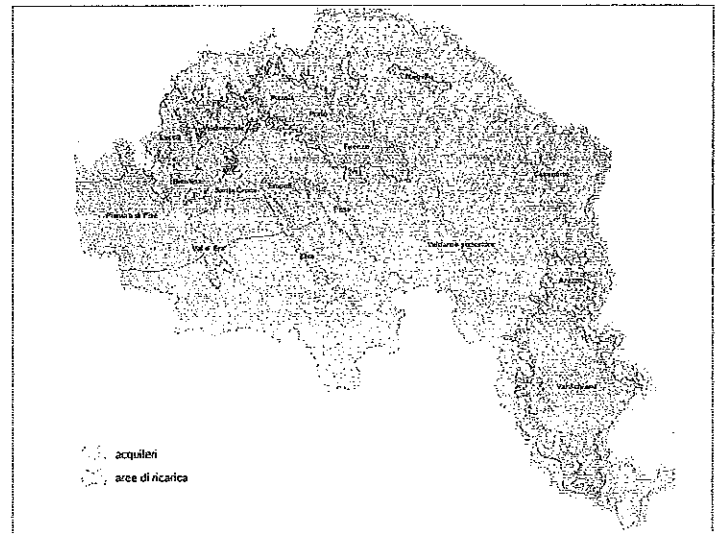 Mugello
Pistoia
Prato
Lucca
Firenze
Casentino
Bientina
Santa Croce
Empoli
Pianura di Pisa
Pesa
Val d' Era
Elsa
Valdarno superiore
Arezzo
Valdichiana
acquiferi
aree di ricarica